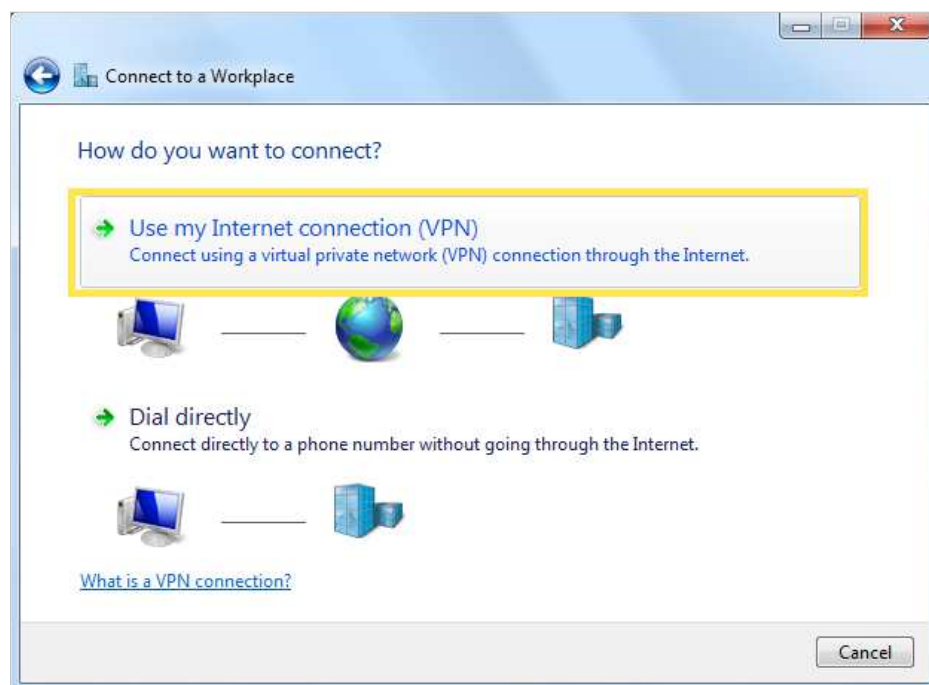 Connect to a Workplace
How do you want to connect?
Use my Internet connection (VPN)
Connect using a virtual private network (VPN) connection through the Internet.
Dial directly
Connect directly to a phone number without going through the Internet.
What is a VPN connection?
Cancel